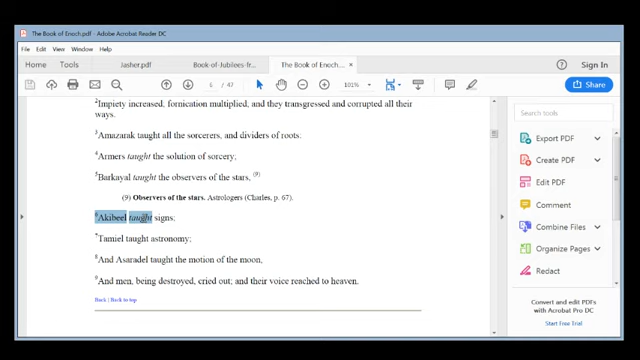 The Book of Enoch.pdf - Adobe Acrobat Reader DC
File Edit View Window Help
Home Tools Jasher.pdf Book-of-Jubilees-fr... The Book of Enoch.... × Sign In
6 / 47 101% Share
2Impiety increased, fornication multiplied, and they transgressed and corrupted all their
ways.
3Amazarak taught all the sorcerers, and dividers of roots:
4Armers taught the solution of sorcery;
5Barkayal taught the observers of the stars, (9)
(9) Observers of the stars. Astrologers (Charles, p. 67).
6Akibeel taught signs;
7Tamiel taught astronomy;
8And Asaradel taught the motion of the moon,
9And men, being destroyed, cried out; and their voice reached to heaven.
Back | Back to top
Search tools
Export PDF
Create PDF
Edit PDF
Comment
Combine Files
Organize Pages
Redact
Convert and edit PDFs
with Acrobat Pro DC
Start Free Trial